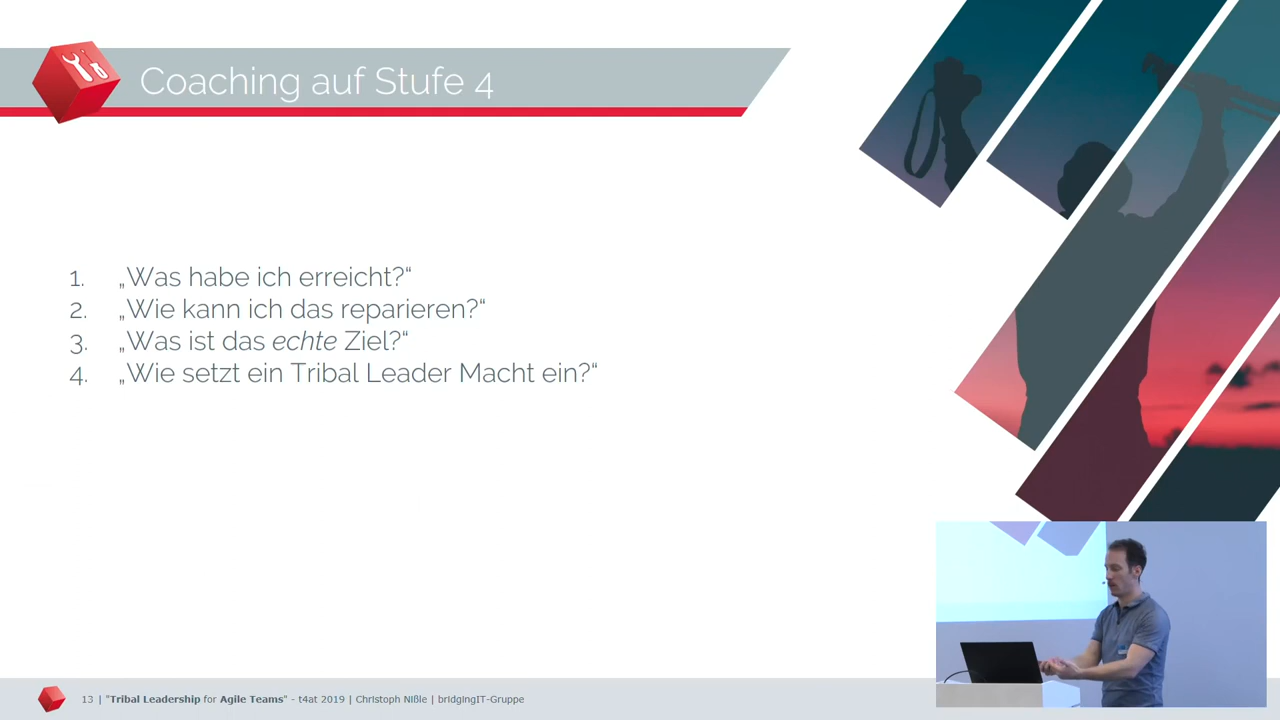 Coaching auf Stufe 4
1. „Was habe ich erreicht?“
2. „Wie kann ich das reparieren?“
3. „Was ist das echte Ziel?“
4. „Wie setzt ein Tribal Leader Macht ein?“
13 | "Tribal Leadership for Agile Teams" - t4at 2019 | Christoph Nißle | bridgingIT-Gruppe